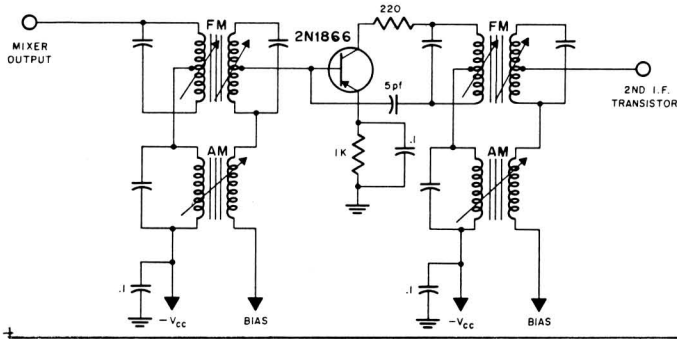 FM
220
FM
2N1866
MIXER
OUTPUT
5pf
2ND I.F.
TRANSISTOR
AM
1K
.1
AM
.1
-Vcc
BIAS
.1
-Vcc
BIAS